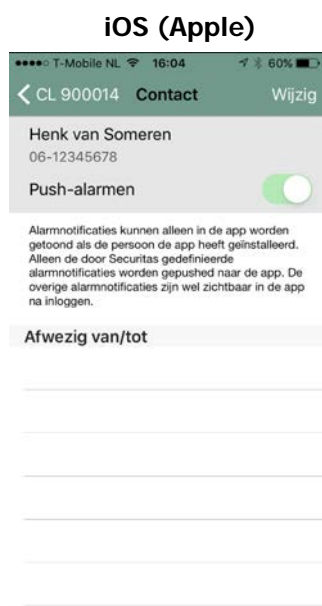 iOS (Apple)
T-Mobile NL 16:04 60%
CL 900014 Contact Wijzig
Henk van Someren
06-12345678
Push-alarmen
Alarmnotificaties kunnen alleen in de app worden
getoond als de persoon de app heeft geïnstalleerd.
Alleen de door Securitas gedefinieerde
alarmnotificaties worden gepushed naar de app. De
overige alarmnotificaties zijn wel zichtbaar in de app
na inloggen.
Afwezig van/tot